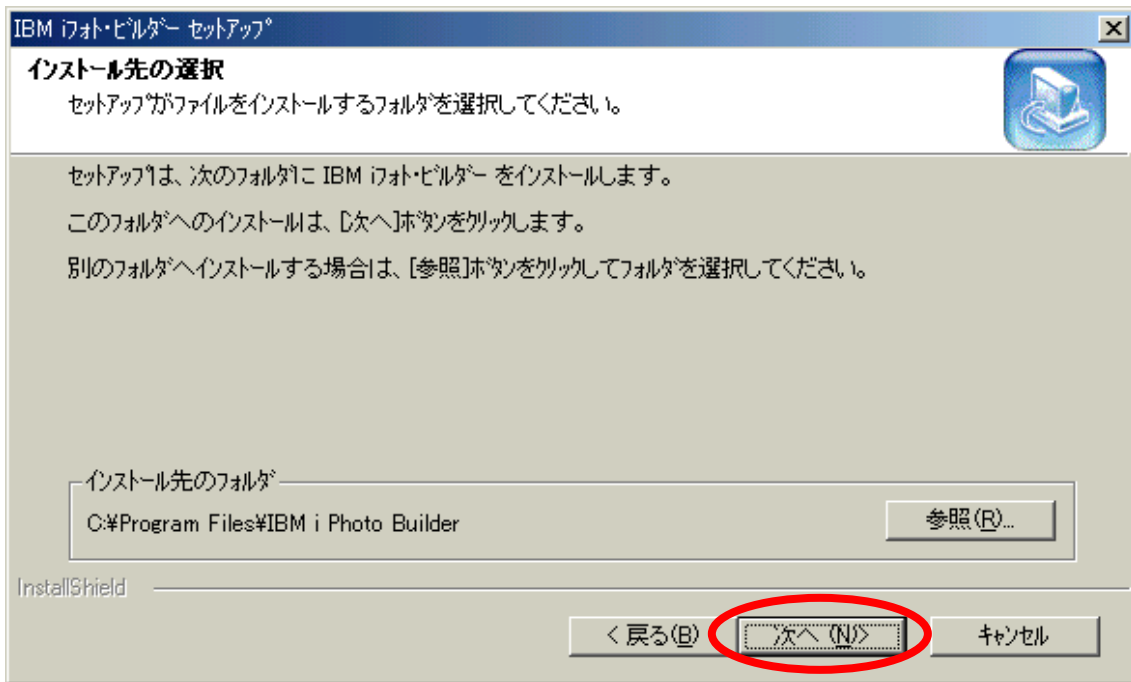 IBM iフォト・ビルダー セットアップ
インストール先の選択
セットアップがファイルをインストールするフォルダを選択してください。
セットアップは、次のフォルダに IBM iフォト・ビルダー をインストールします。
このフォルダへのインストールは、[次へ]ボタンをクリックします。
別のフォルダへインストールする場合は、[参照]ボタンをクリックしてフォルダを選択してください。
インストール先のフォルダ
C:¥Program Files¥IBM i Photo Builder
参照(R)...
InstallShield
< 戻る(B)
次へ (N)>
キャンセル